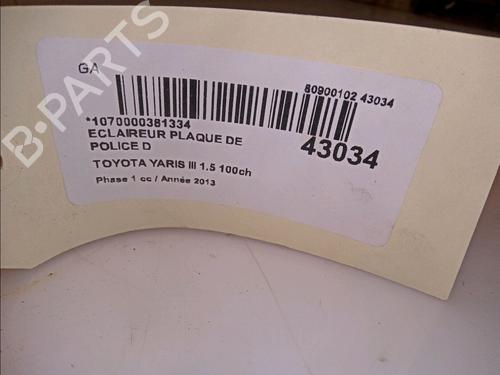 GA
80900102 43034
*1070000381334
ECLAIREUR PLAQUE DE
POLICE D
43034
TOYOTA YARIS III 1.5 100ch
Phase 1 cc / Année 2013
B-PARTS